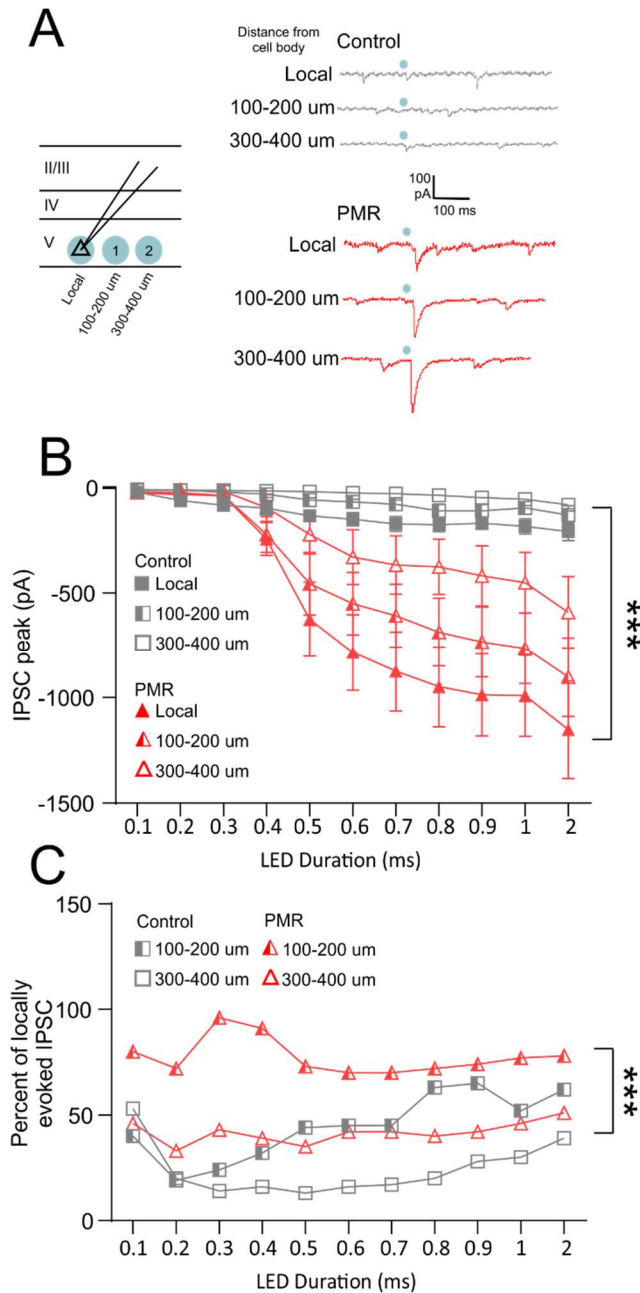 A
Distance from
cell body
Control
Local
100-200 um
300-400 um
100
pA
100 ms
PMR
Local
100-200 um
300-400 um
II/III
IV
V
1
2
Local
100-200 um
300-400 um
B
0
-500
-1000
-1500
IPSC peak (pA)
Control
Local
100-200 um
300-400 um
PMR
Local
100-200 um
300-400 um
***
0.1 0.2 0.3 0.4 0.5 0.6 0.7 0.8 0.9 1 2
LED Duration (ms)
C
150
100
50
0
Percent of locally
evoked IPSC
Control
100-200 um
300-400 um
PMR
100-200 um
300-400 um
***
0.1 0.2 0.3 0.4 0.5 0.6 0.7 0.8 0.9 1 2
LED Duration (ms)